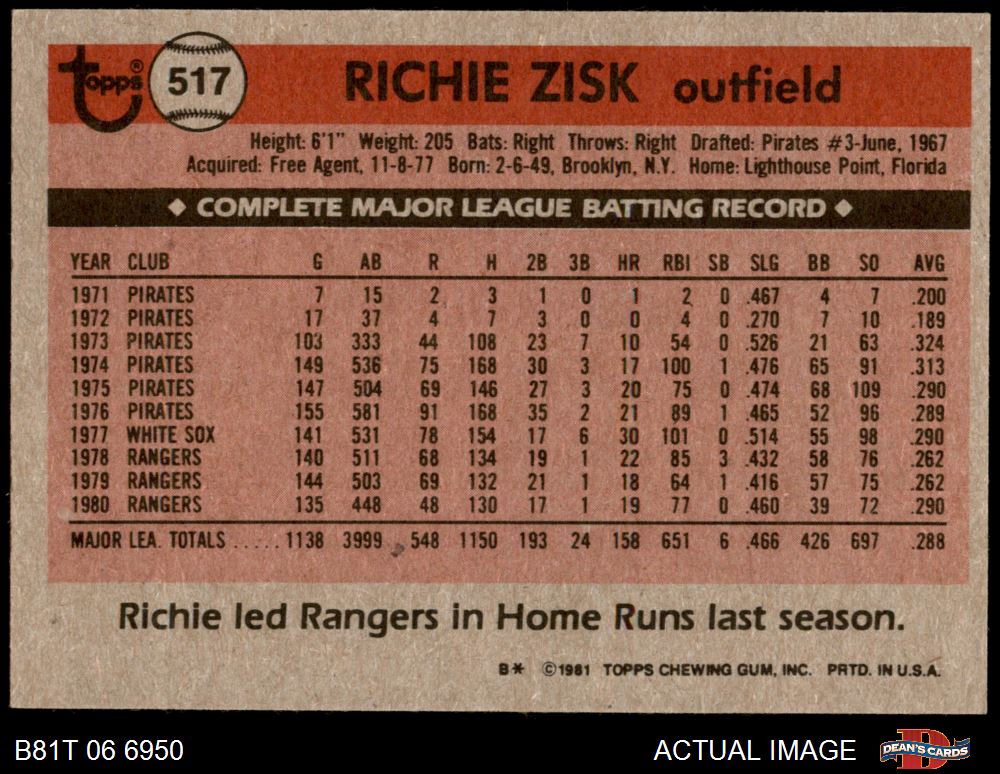 topps® 517 RICHIE ZISK outfield
Height: 6'1" Weight: 205 Bats: Right Throws: Right Drafted: Pirates #3-June, 1967
Acquired: Free Agent, 11-8-77 Born: 2-6-49, Brooklyn, N.Y. Home: Lighthouse Point, Florida
◆ COMPLETE MAJOR LEAGUE BATTING RECORD ◆
YEAR CLUB G AB R H 2B 3B HR RBI SB SLG BB SO AVG
1971 PIRATES 7 15 2 3 1 0 1 2 0 .467 4 7 .200
1972 PIRATES 17 37 4 7 3 0 0 4 0 .270 7 10 .189
1973 PIRATES 103 333 44 108 23 7 10 54 0 .526 21 63 .324
1974 PIRATES 149 536 75 168 30 3 17 100 1 .476 65 91 .313
1975 PIRATES 147 504 69 146 27 3 20 75 0 .474 68 109 .290
1976 PIRATES 155 581 91 168 35 2 21 89 1 .465 52 96 .289
1977 WHITE SOX 141 531 78 154 17 6 30 101 0 .514 55 98 .290
1978 RANGERS 140 511 68 134 19 1 22 85 3 .432 58 76 .262
1979 RANGERS 144 503 69 132 21 1 18 64 1 .416 57 75 .262
1980 RANGERS 135 448 48 130 17 1 19 77 0 .460 39 72 .290
MAJOR LEA. TOTALS ..... 1138 3999 548 1150 193 24 158 651 6 .466 426 697 .288
Richie led Rangers in Home Runs last season.
B* ©1981 TOPPS CHEWING GUM, INC. PRTD. IN U.S.A.
B81T 06 6950 ACTUAL IMAGE DEAN'S CARDS